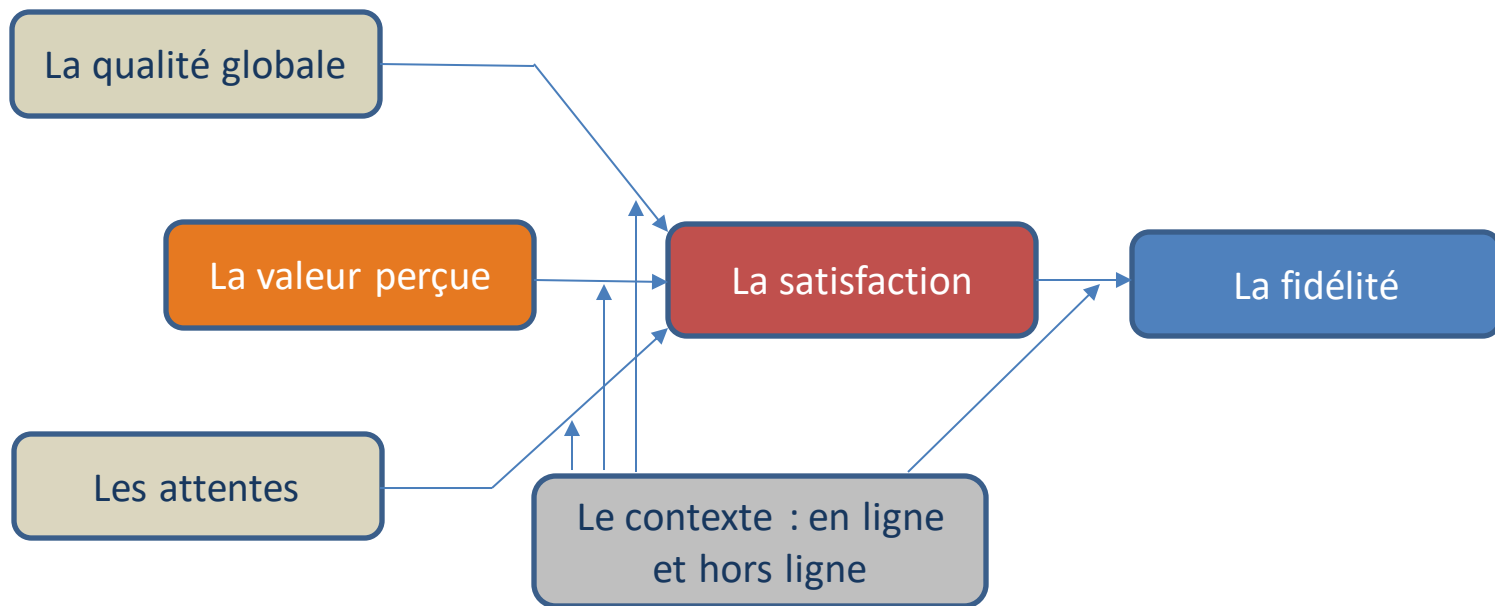 La qualité globale
La valeur perçue
La satisfaction
La fidélité
Les attentes
Le contexte : en ligne
et hors ligne